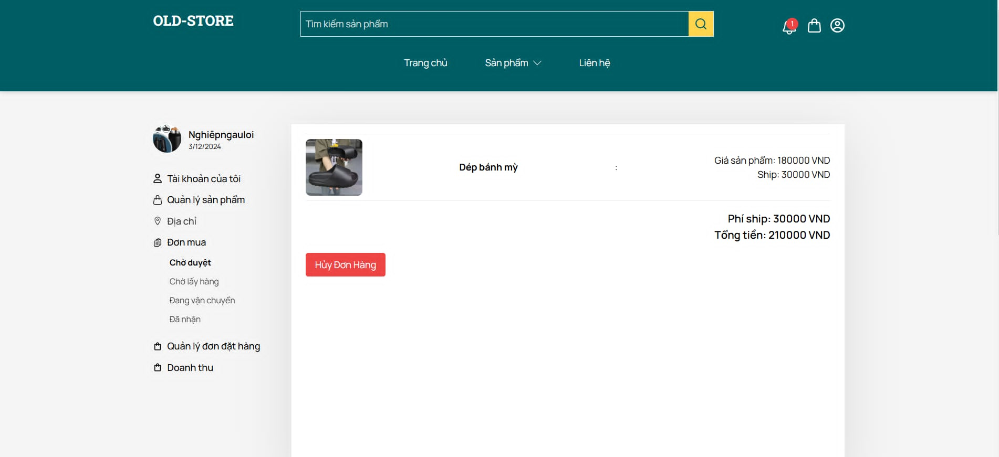 OLD-STORE
Tìm kiếm sản phẩm
1
Trang chủ
Sản phẩm
Liên hệ
Nghiêpngauloi
3/12/2024
Tài khoản của tôi
Quản lý sản phẩm
Địa chỉ
Đơn mua
Chờ duyệt
Chờ lấy hàng
Đang vận chuyển
Đã nhận
Quản lý đơn đặt hàng
Doanh thu
Dép bánh mỳ
:
Giá sản phẩm: 180000 VND
Ship: 30000 VND
Phí ship: 30000 VND
Tổng tiền: 210000 VND
Hủy Đơn Hàng